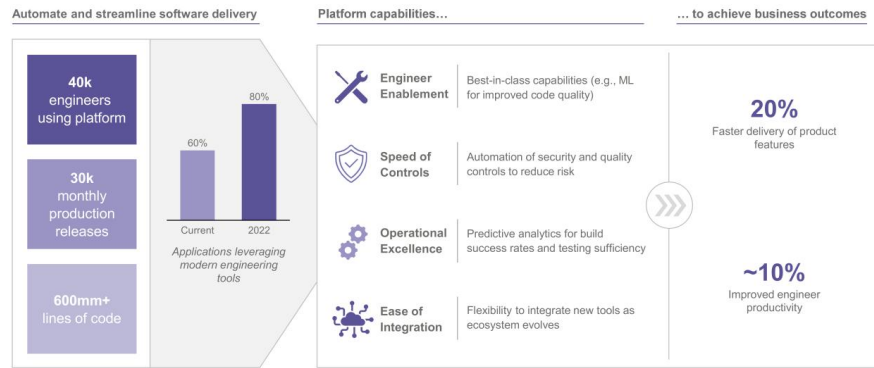 Automate and streamline software delivery
Platform capabilities…
… to achieve business outcomes
40k
engineers
using platform
30k
monthly
production
releases
600mm+
lines of code
80%
60%
Current
2022
Applications leveraging
modern engineering
tools
Engineer
Enablement
Best-in-class capabilities (e.g., ML
for improved code quality)
Speed of
Controls
Automation of security and quality
controls to reduce risk
Operational
Excellence
Predictive analytics for build
success rates and testing sufficiency
Ease of
Integration
Flexibility to integrate new tools as
ecosystem evolves
20%
Faster delivery of product
features
~10%
Improved engineer
productivity